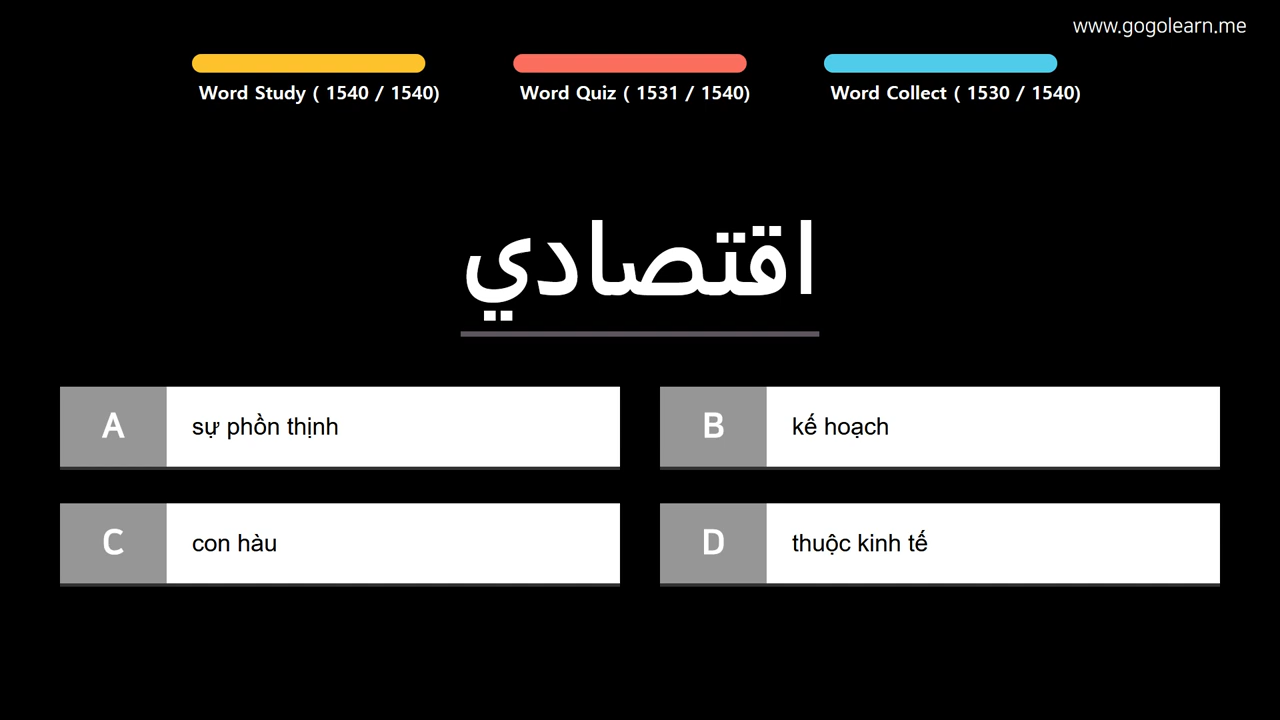 www.gogolearn.me
Word Study ( 1540 / 1540)
Word Quiz ( 1531 / 1540)
Word Collect ( 1530 / 1540)
اقتصادي
A
sự phồn thịnh
B
kế hoạch
C
con hàu
D
thuộc kinh tế